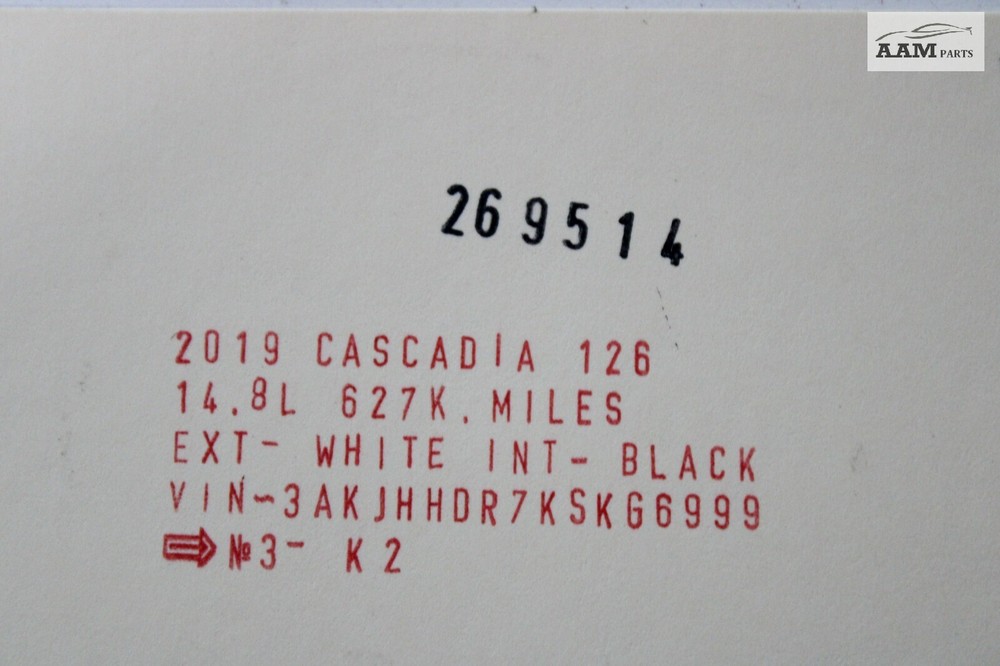 AAM PARTS
269514
2019 CASCADIA 126
14.8L 627K. MILES
EXT- WHITE INT- BLACK
VIN-3AKJHHDR7KSKG6999
⇨ №3- K2